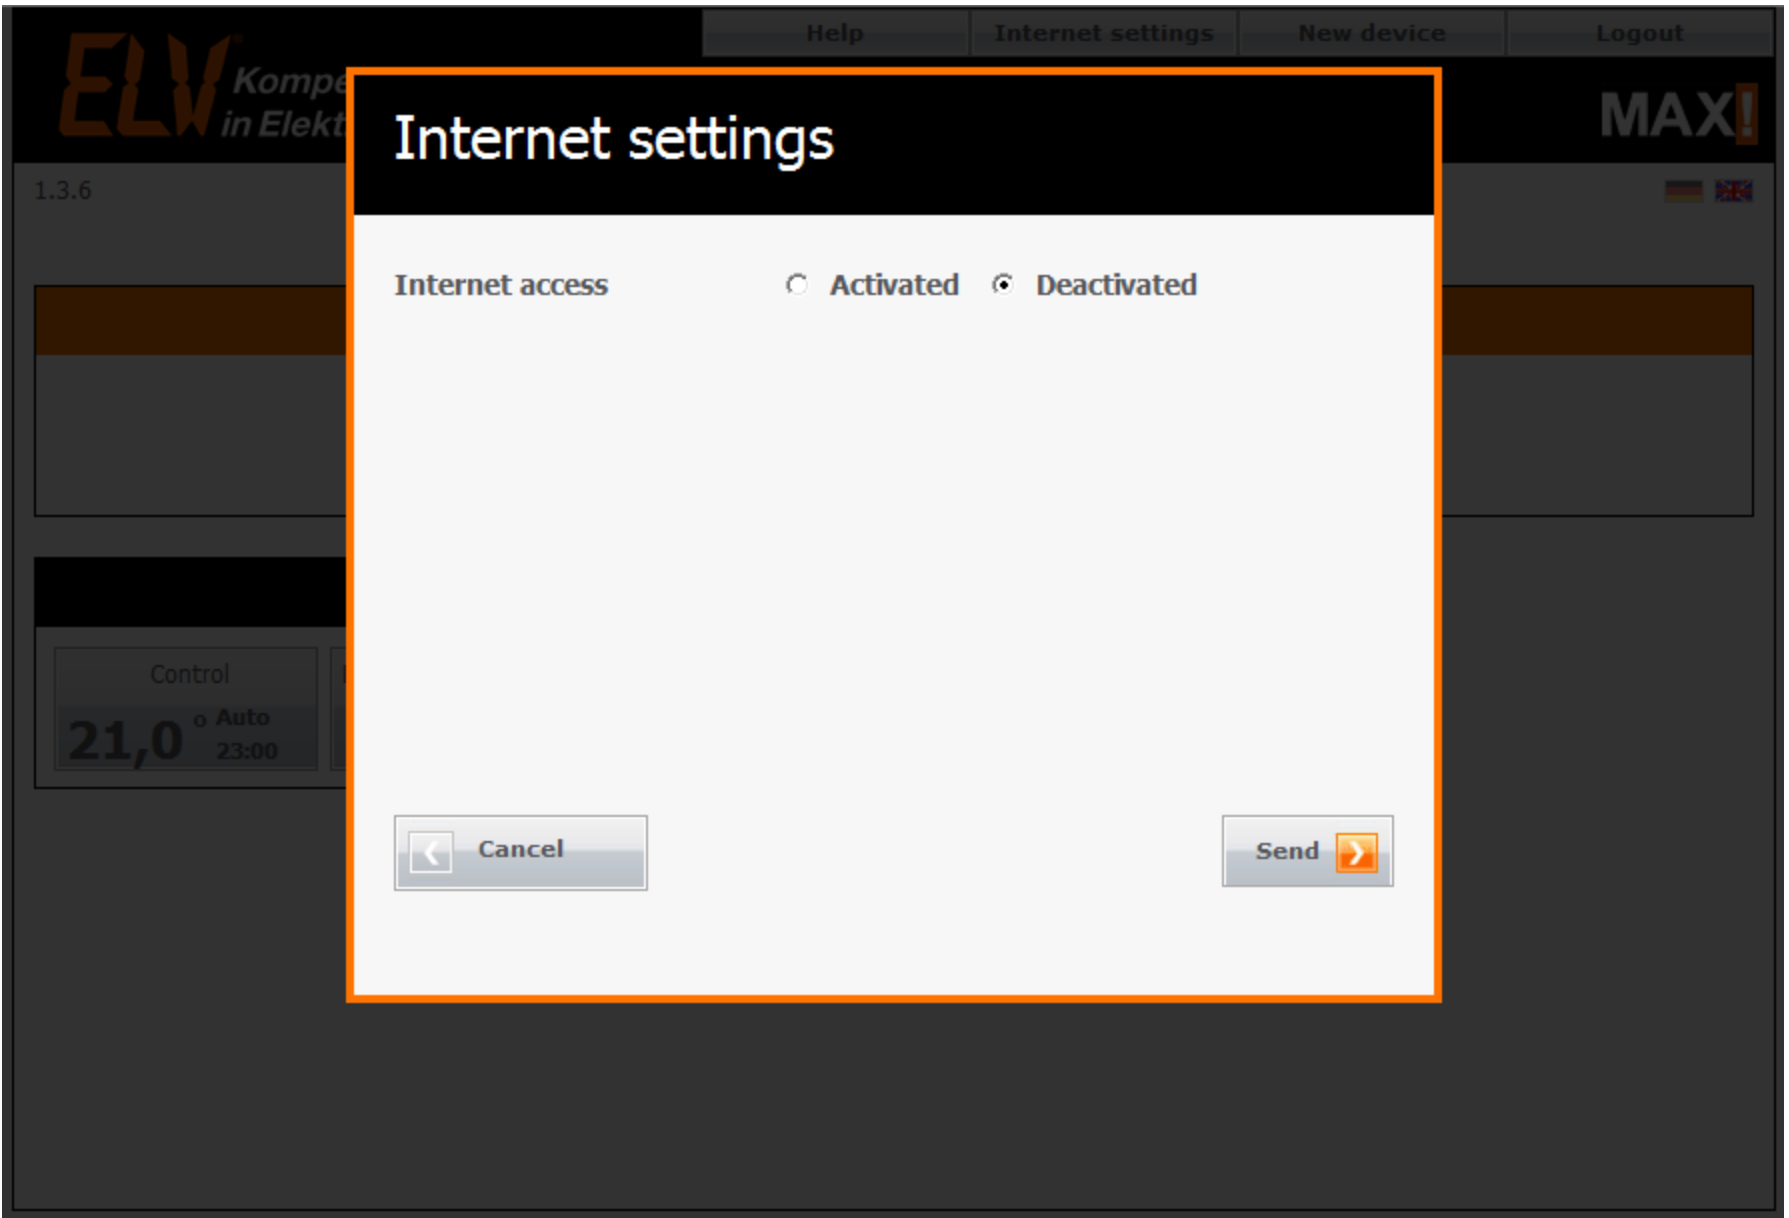 Help
Internet settings
New device
Logout
ELV
Kompe
in Elekt
MAX!
1.3.6
Internet settings
Internet access
Activated
Deactivated
Control
21,0 °
Auto
23:00
Cancel
Send